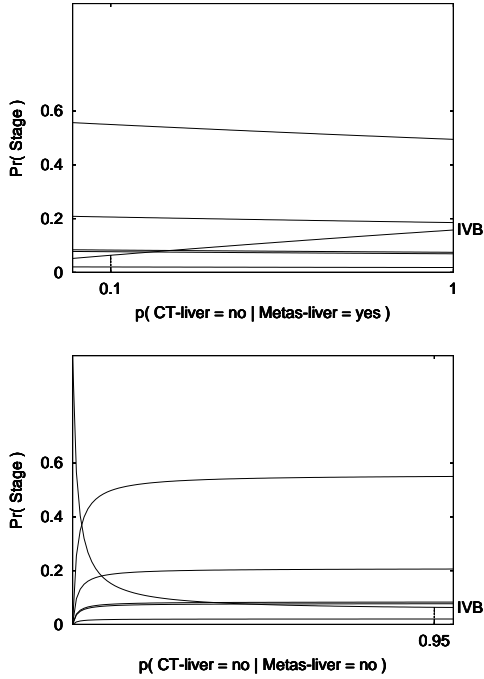 Pr( Stage )
0.6
0.4
0.2
0
IVB
0.1
1
p( CT-liver = no | Metas-liver = yes )
Pr( Stage )
0.6
0.4
0.2
0
IVB
0.95
p( CT-liver = no | Metas-liver = no )